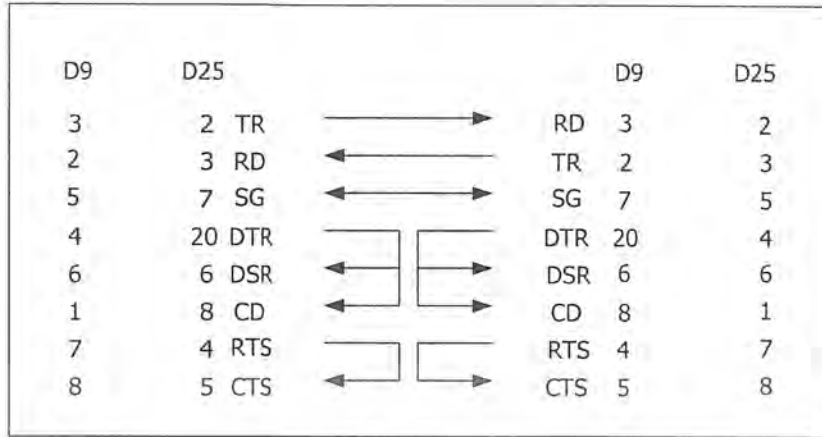 D9 D25 D9 D25
3 2 TR RD 3 2
2 3 RD TR 2 3
5 7 SG SG 7 5
4 20 DTR DTR 20 4
6 6 DSR DSR 6 6
1 8 CD CD 8 1
7 4 RTS RTS 4 7
8 5 CTS CTS 5 8